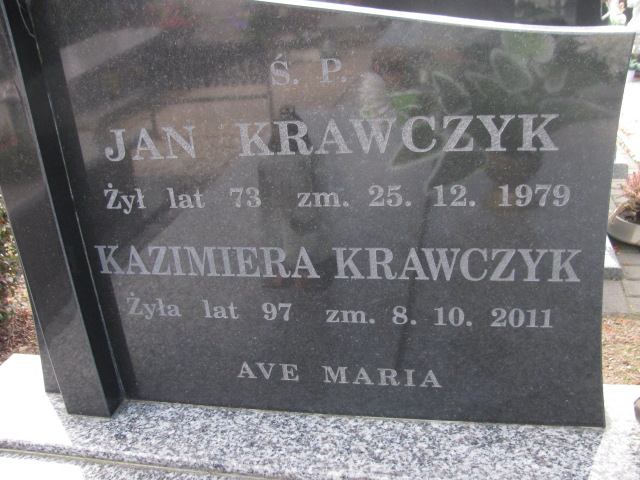 Ś. P.
JAN KRAWCZYK
Żył lat 73 zm. 25. 12. 1979
KAZIMIERA KRAWCZYK
Żyła lat 97 zm. 8. 10. 2011
AVE MARIA